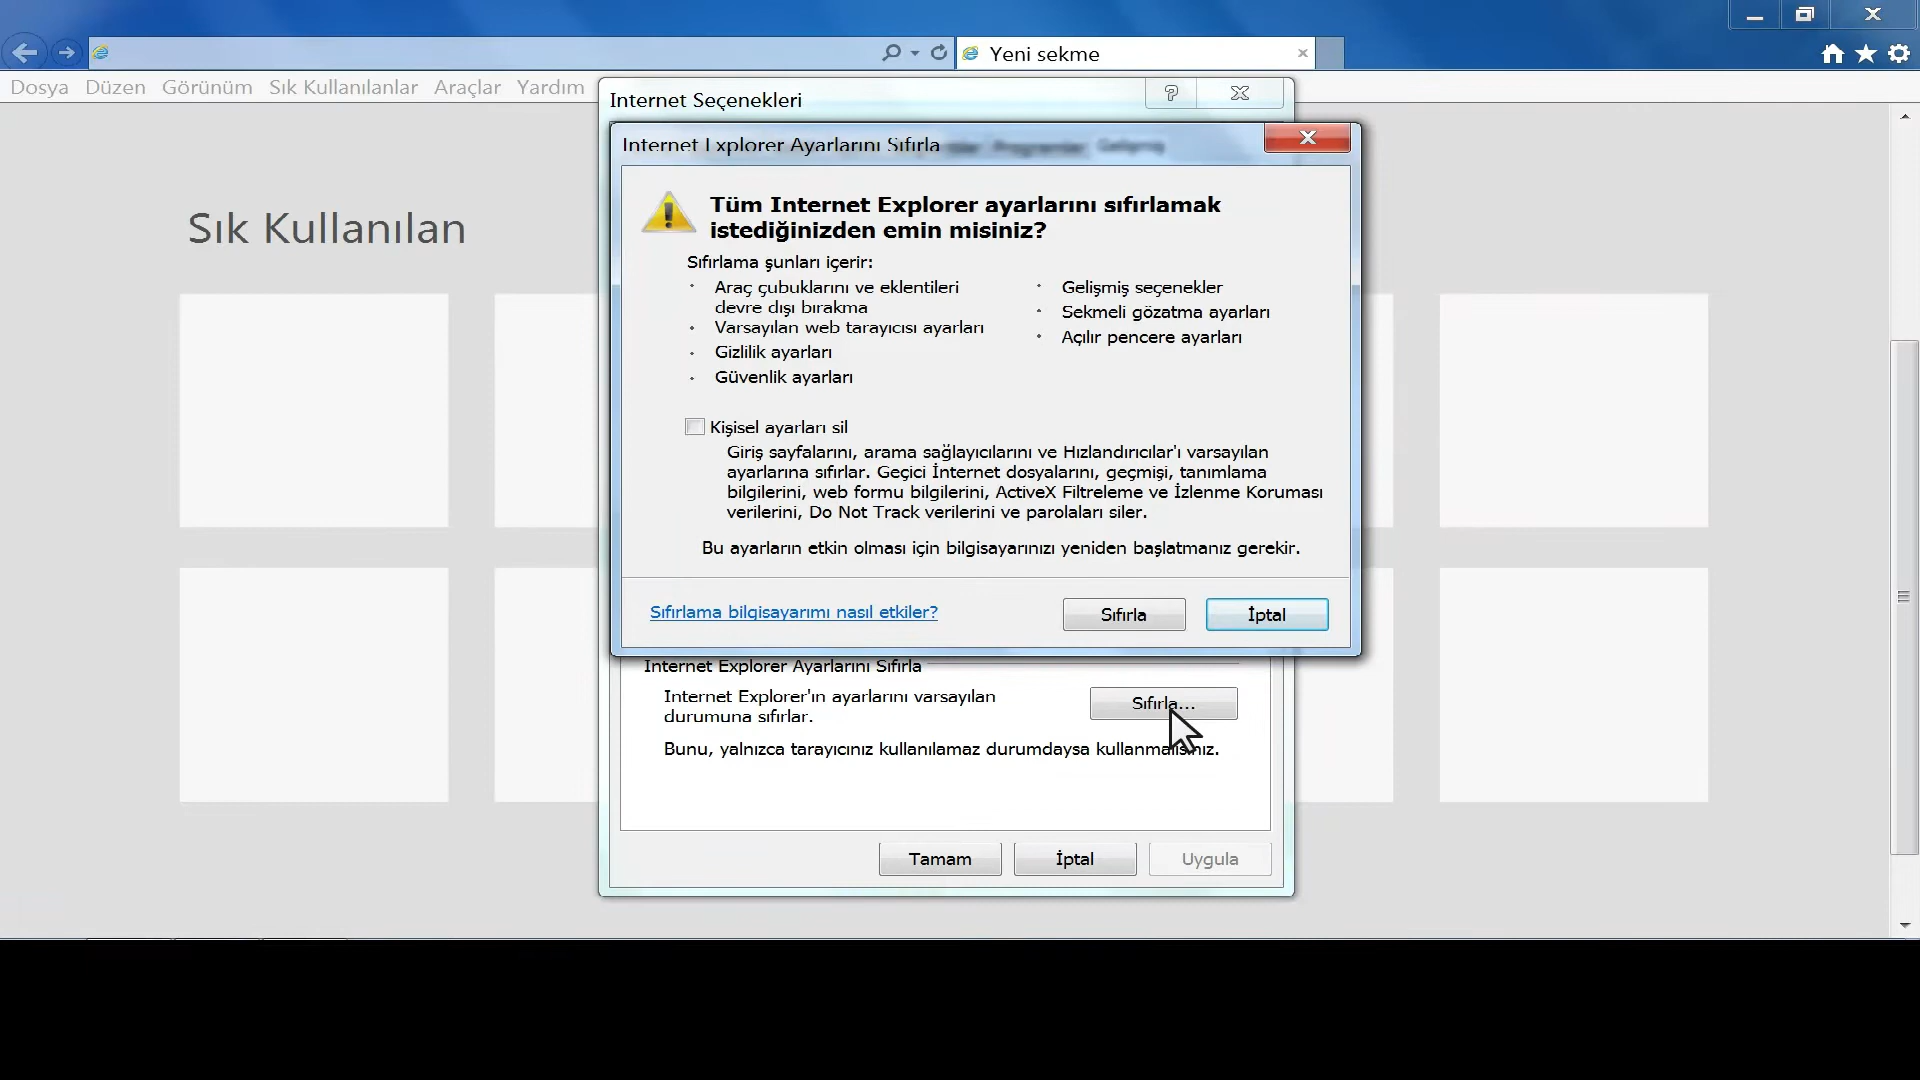 Yeni sekme
Dosya Düzen Görünüm Sık Kullanılanlar Araçlar Yardım
Internet Seçenekleri
Internet Explorer Ayarlarını Sıfırla
Sık Kullanılan
Tüm Internet Explorer ayarlarını sıfırlamak
istediğinizden emin misiniz?
Sıfırlama şunları içerir:
Araç çubuklarını ve eklentileri
devre dışı bırakma
Varsayılan web tarayıcısı ayarları
Gizlilik ayarları
Güvenlik ayarları
Gelişmiş seçenekler
Sekmeli gözatma ayarları
Açılır pencere ayarları
Kişisel ayarları sil
Giriş sayfalarını, arama sağlayıcılarını ve Hızlandırıcılar'ı varsayılan
ayarlarına sıfırlar. Geçici İnternet dosyalarını, geçmişi, tanımlama
bilgilerini, web formu bilgilerini, ActiveX Filtreleme ve İzlenme Koruması
verilerini, Do Not Track verilerini ve parolaları siler.
Bu ayarların etkin olması için bilgisayarınızı yeniden başlatmanız gerekir.
Sıfırlama bilgisayarımı nasıl etkiler?
Sıfırla
İptal
Internet Explorer Ayarlarını Sıfırla
Internet Explorer'ın ayarlarını varsayılan
durumuna sıfırlar.
Sıfırla...
Bunu, yalnızca tarayıcınız kullanılamaz durumdaysa kullanmalısınız.
Tamam
İptal
Uygula